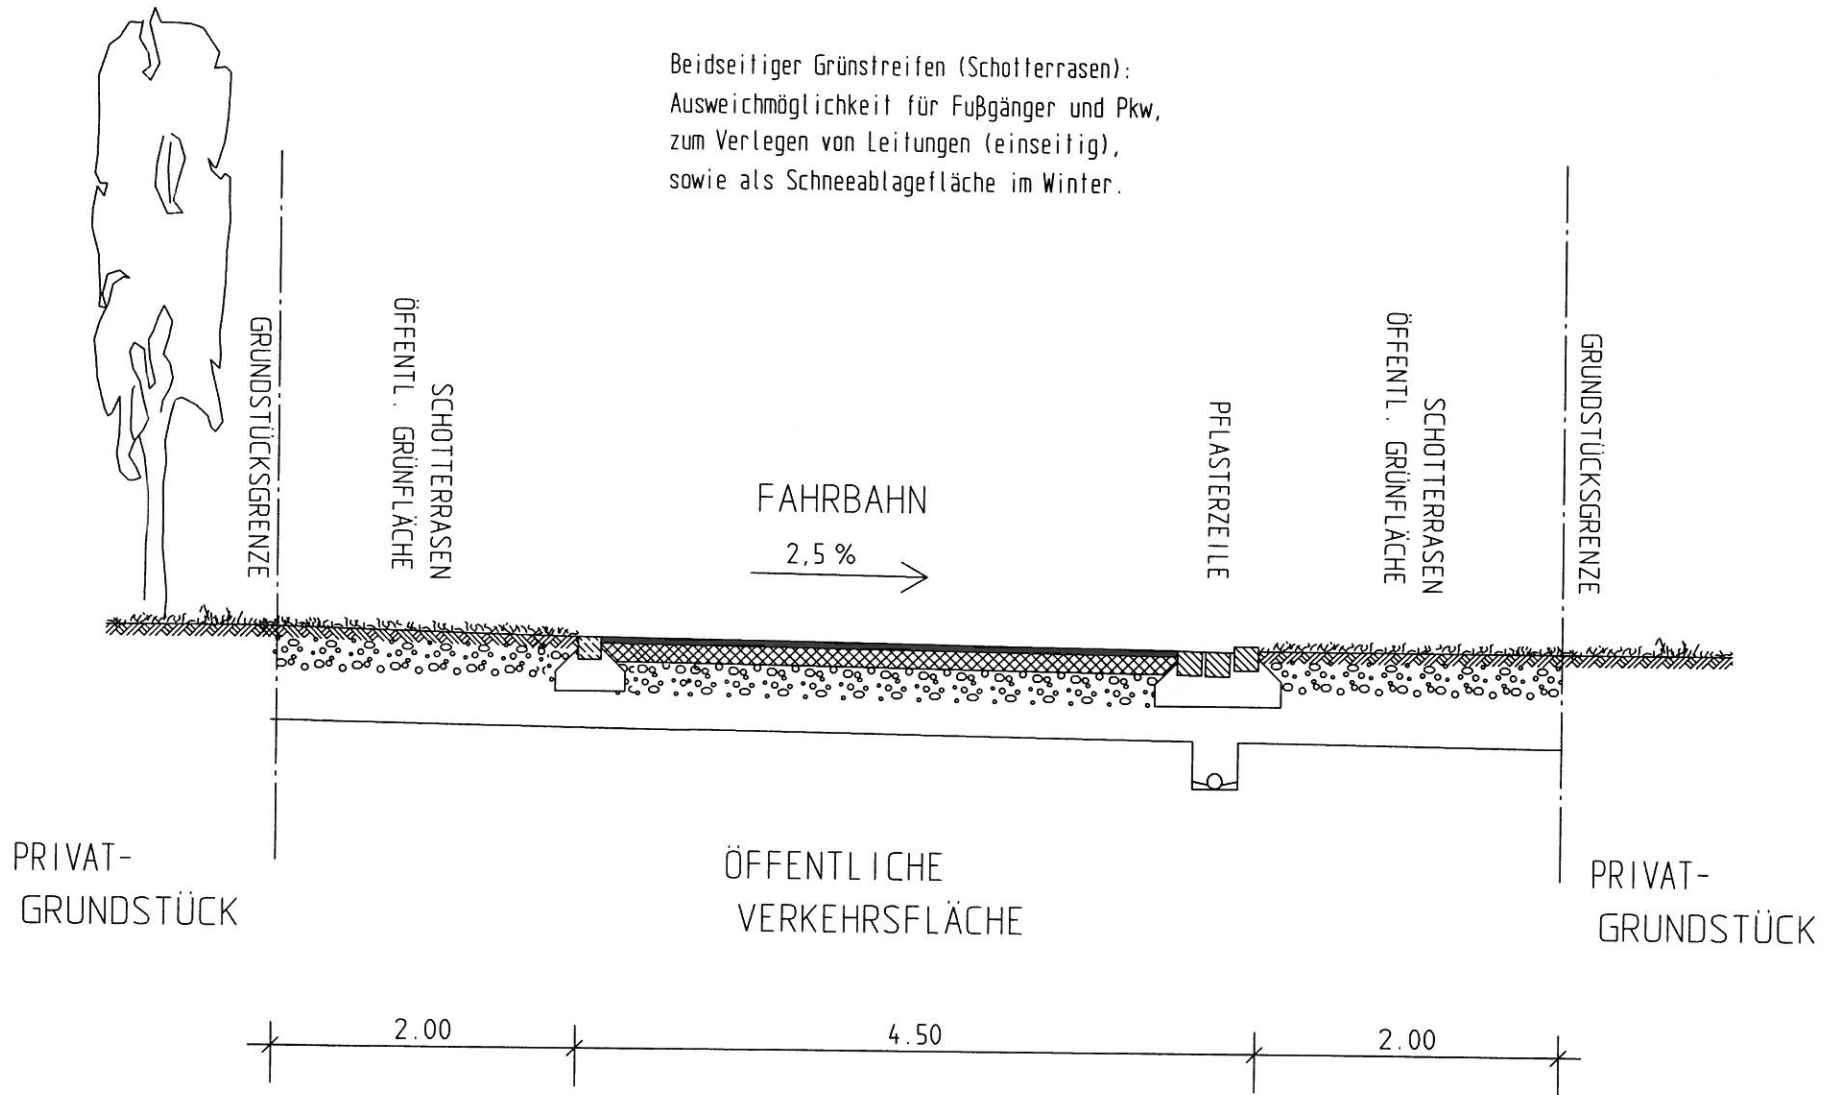 Beidseitiger Grünstreifen (Schotterrasen):
Ausweichmöglichkeit für Fußgänger und Pkw,
zum Verlegen von Leitungen (einseitig),
sowie als Schneeablagefläche im Winter.
GRUNDSTÜCKSGRENZE
ÖFFENTL. GRÜNFLÄCHE
SCHOTTERRASEN
FAHRBAHN
2,5 %
PFLASTERZEILE
ÖFFENTL. GRÜNFLÄCHE
SCHOTTERRASEN
GRUNDSTÜCKSGRENZE
PRIVAT-
GRUNDSTÜCK
ÖFFENTLICHE
VERKEHRSFLÄCHE
PRIVAT-
GRUNDSTÜCK
2.00
4.50
2.00